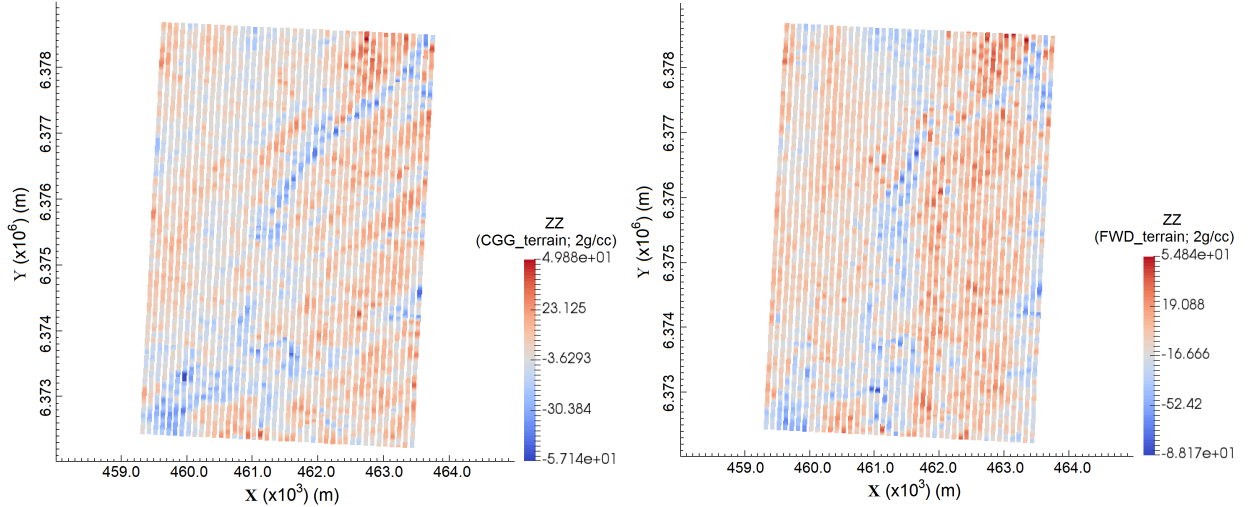 6.378
6.377
6.376
6.375
6.374
6.373
Y (x10⁶) (m)
459.0 460.0 461.0 462.0 463.0 464.0
X (x10³) (m)
ZZ
(CGG_terrain; 2g/cc)
4.988e+01
23.125
-3.6293
-30.384
-5.714e+01
6.378
6.377
6.376
6.375
6.374
6.373
Y (x10⁶) (m)
459.0 460.0 461.0 462.0 463.0 464.0
X (x10³) (m)
ZZ
(FWD_terrain; 2g/cc)
5.484e+01
19.088
-16.666
-52.42
-8.817e+01